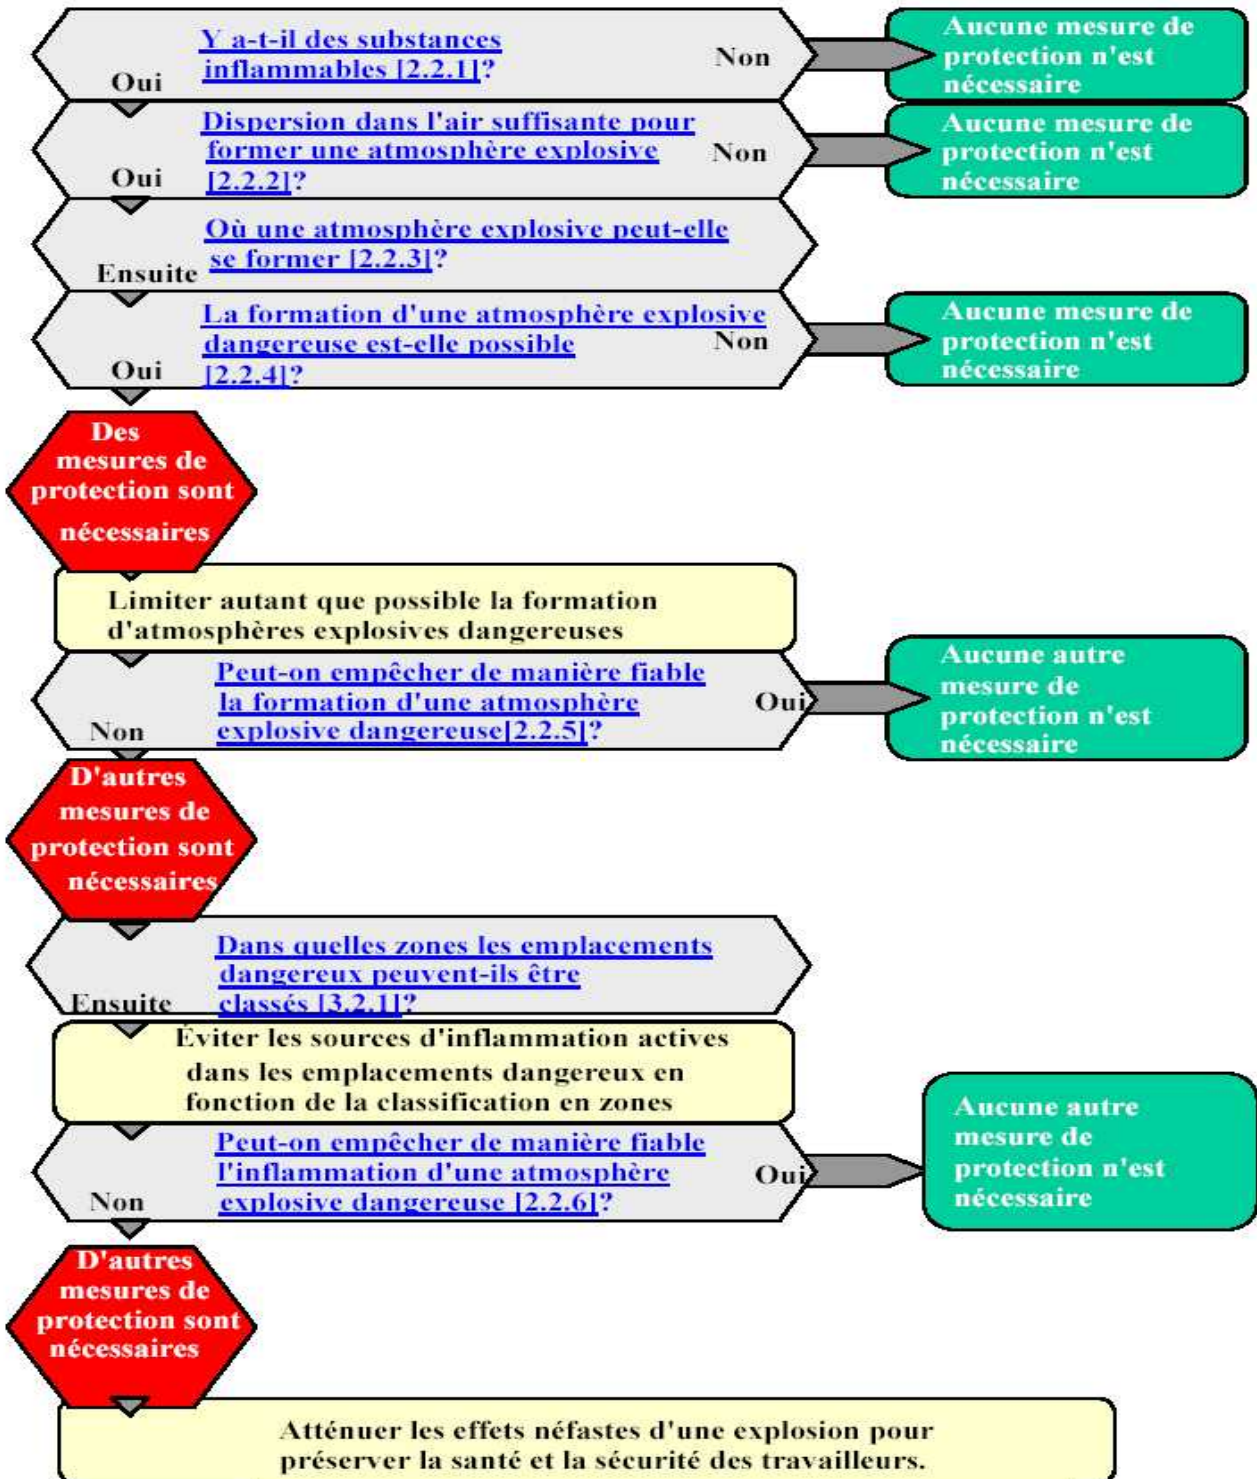 Y a-t-il des substances
inflammables [2.2.1]?
Oui
Non
Aucune mesure de
protection n'est
nécessaire
Dispersion dans l'air suffisante pour
former une atmosphère explosive
[2.2.2]?
Oui
Non
Aucune mesure de
protection n'est
nécessaire
Où une atmosphère explosive peut-elle
se former [2.2.3]?
Ensuite
La formation d'une atmosphère explosive
dangereuse est-elle possible
[2.2.4]?
Oui
Non
Aucune mesure de
protection n'est
nécessaire
Des
mesures de
protection sont
nécessaires
Limiter autant que possible la formation
d'atmosphères explosives dangereuses
Peut-on empêcher de manière fiable
la formation d'une atmosphère
explosive dangereuse[2.2.5]?
Non
Oui
Aucune autre
mesure de
protection n'est
nécessaire
D'autres
mesures de
protection sont
nécessaires
Dans quelles zones les emplacements
dangereux peuvent-ils être
classés [3.2.1]?
Ensuite
Éviter les sources d'inflammation actives
dans les emplacements dangereux en
fonction de la classification en zones
Peut-on empêcher de manière fiable
l'inflammation d'une atmosphère
explosive dangereuse [2.2.6]?
Non
Oui
Aucune autre
mesure de
protection n'est
nécessaire
D'autres
mesures de
protection sont
nécessaires
Atténuer les effets néfastes d'une explosion pour
préserver la santé et la sécurité des travailleurs.